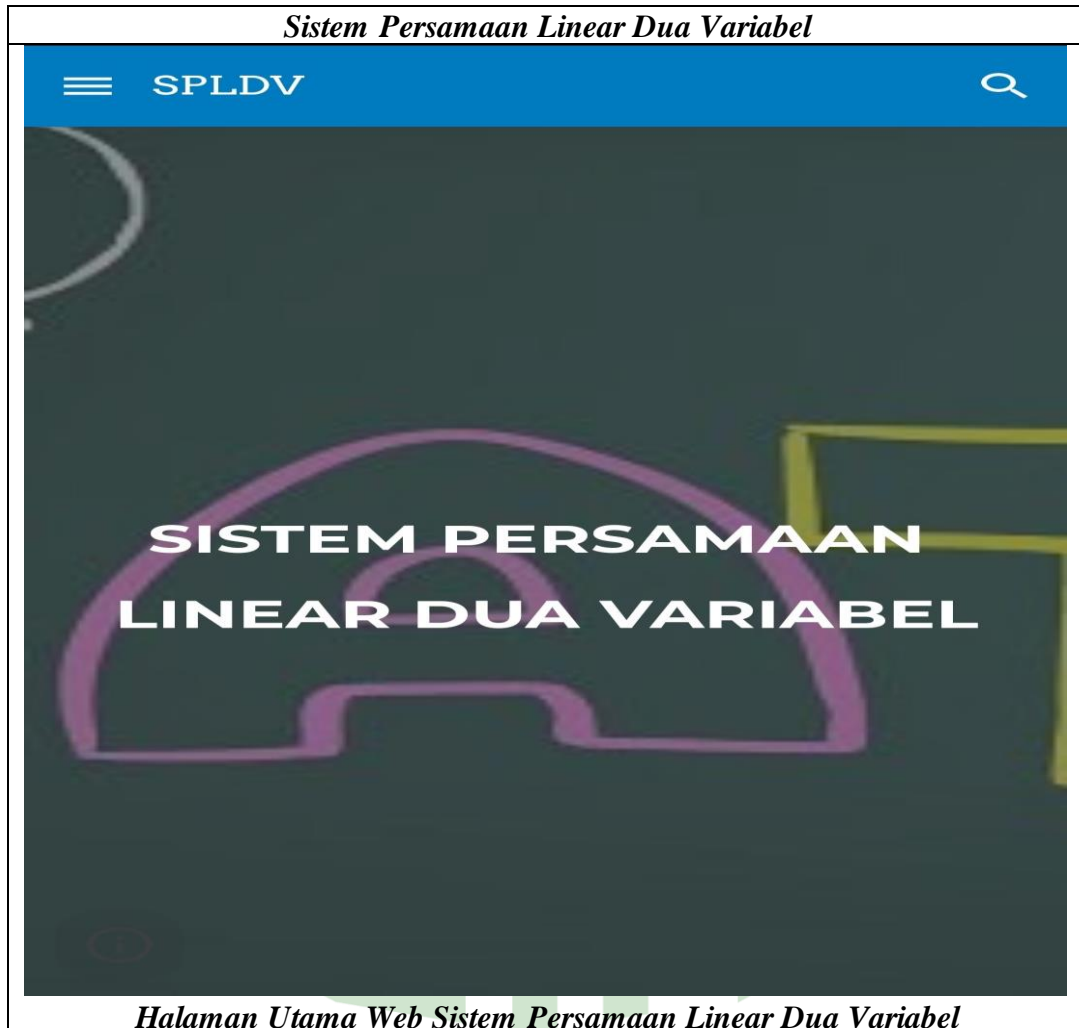 Sistem Persamaan Linear Dua Variabel
SPLDV
SISTEM PERSAMAAN
LINEAR DUA VARIABEL
Halaman Utama Web Sistem Persamaan Linear Dua Variabel